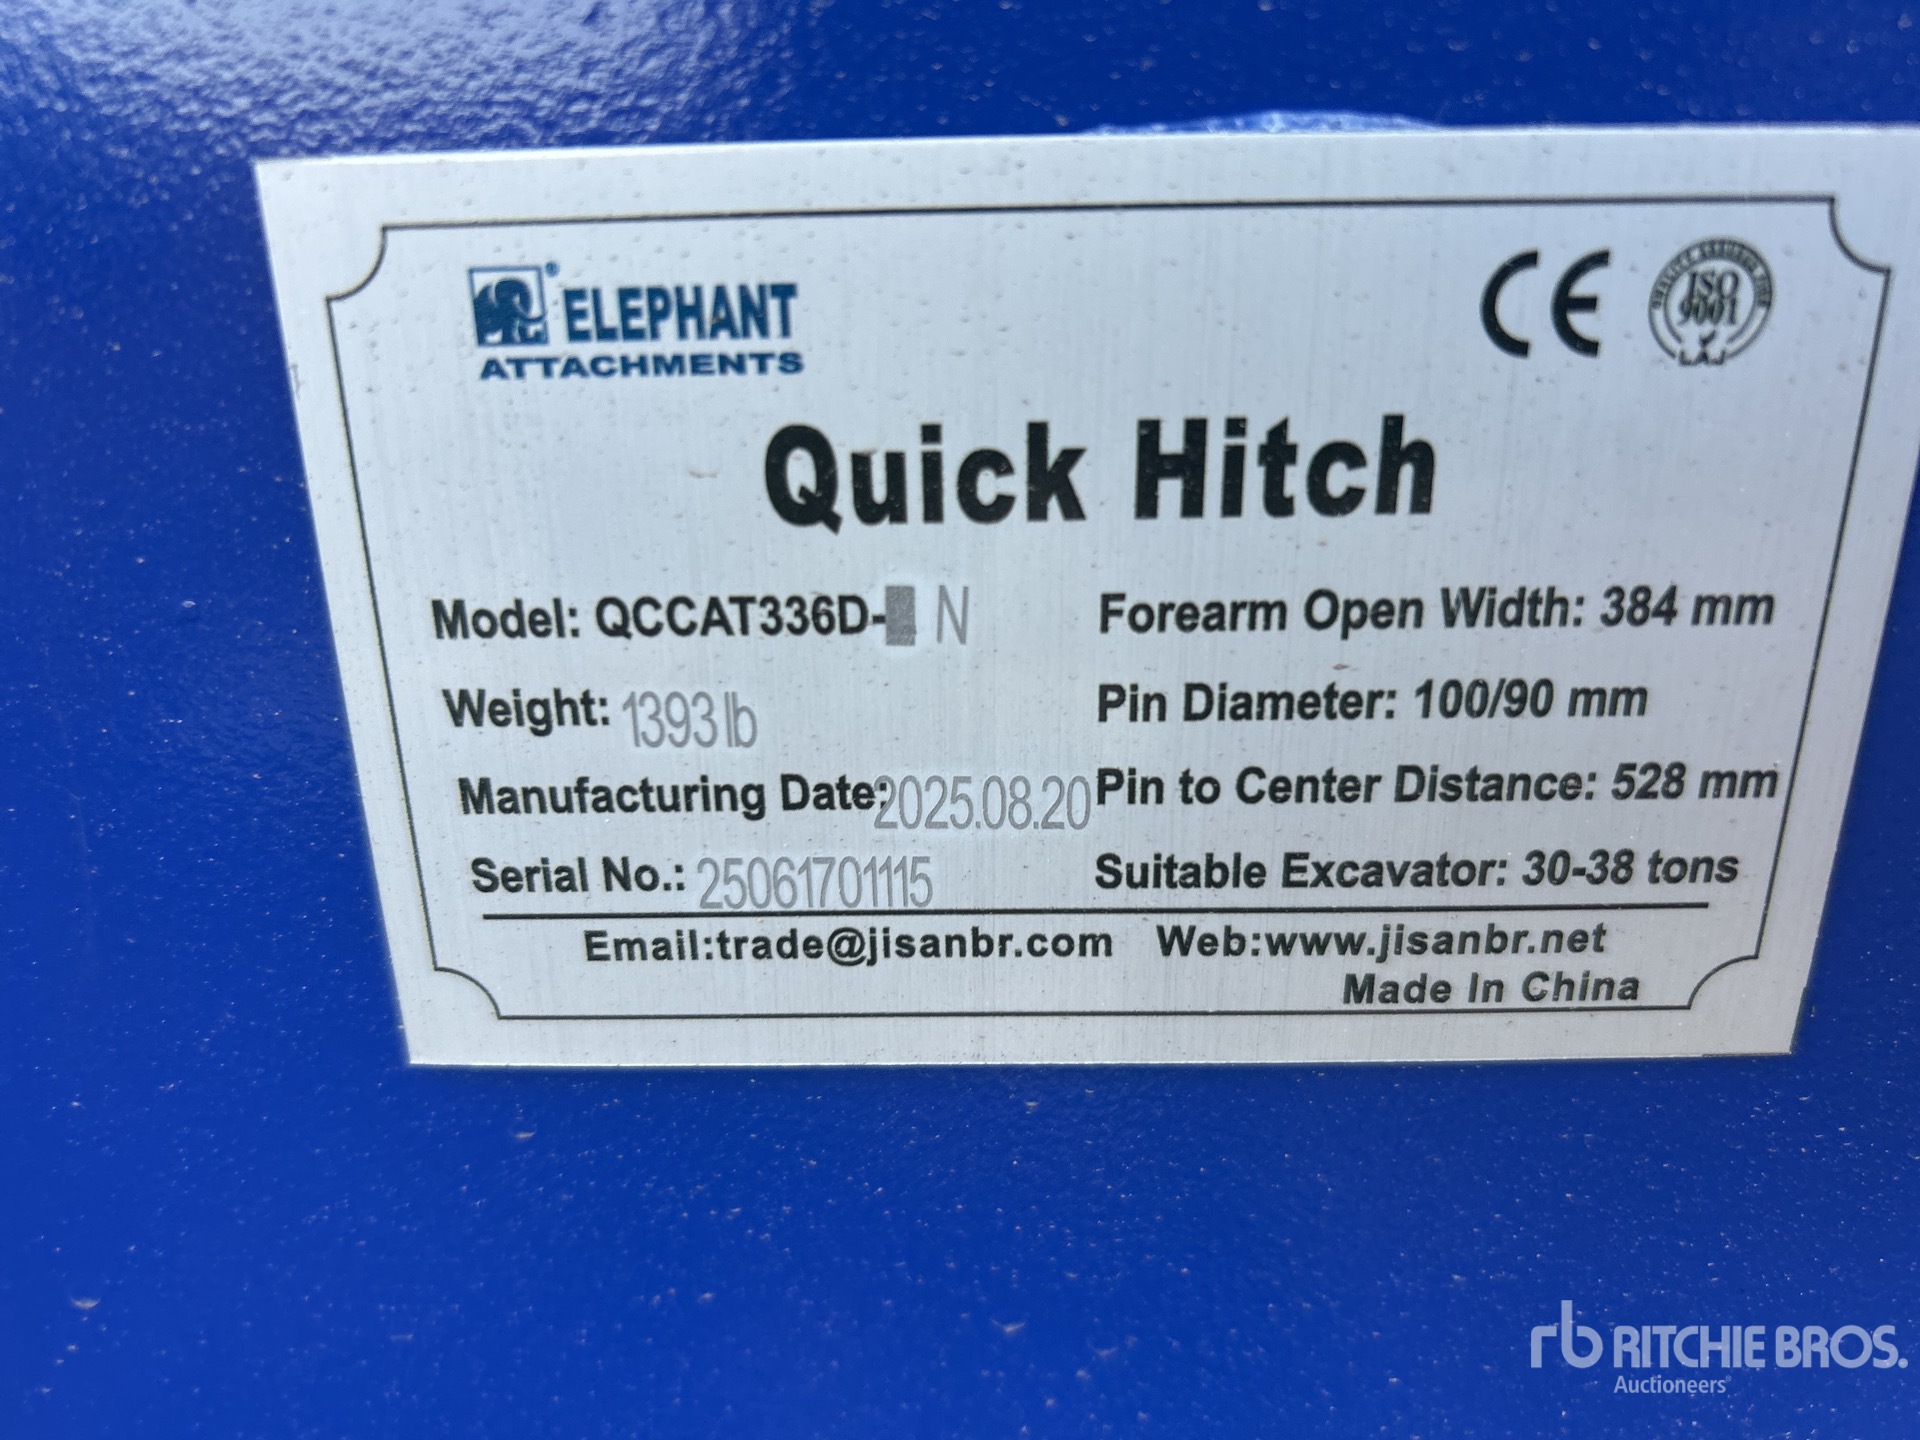 ® ELEPHANT
ATTACHMENTS
CE
ISO
9001
Quick Hitch
Model: QCCAT336D- N
Forearm Open Width: 384 mm
Weight: 1393lb
Pin Diameter: 100/90 mm
Manufacturing Date: 2025.08.20
Pin to Center Distance: 528 mm
Serial No.: 25061701115
Suitable Excavator: 30-38 tons
Email:trade@jisanbr.com Web:www.jisanbr.net
Made In China
rb RITCHIE BROS.
Auctioneers